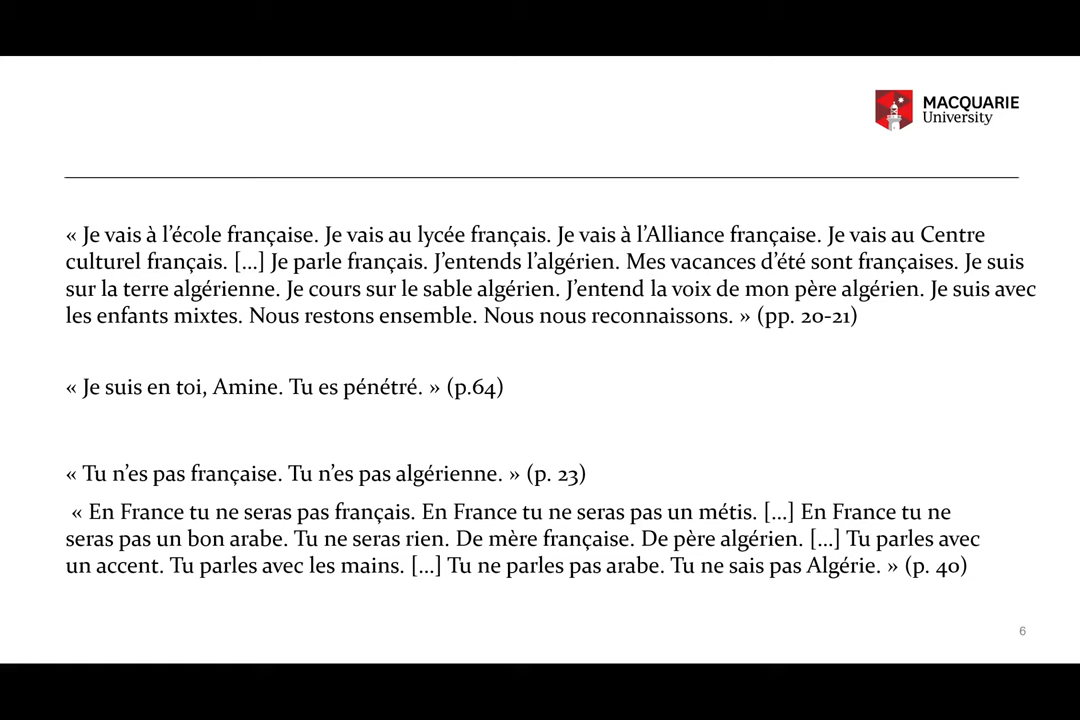 MACQUARIE
University
« Je vais à l’école française. Je vais au lycée français. Je vais à l’Alliance française. Je vais au Centre
culturel français. [...] Je parle français. J’entends l’algérien. Mes vacances d’été sont françaises. Je suis
sur la terre algérienne. Je cours sur le sable algérien. J’entend la voix de mon père algérien. Je suis avec
les enfants mixtes. Nous restons ensemble. Nous nous reconnaissons. » (pp. 20-21)
« Je suis en toi, Amine. Tu es pénétré. » (p.64)
« Tu n’es pas française. Tu n’es pas algérienne. » (p. 23)
« En France tu ne seras pas français. En France tu ne seras pas un métis. [...] En France tu ne
seras pas un bon arabe. Tu ne seras rien. De mère française. De père algérien. [...] Tu parles avec
un accent. Tu parles avec les mains. [...] Tu ne parles pas arabe. Tu ne sais pas Algérie. » (p. 40)
6